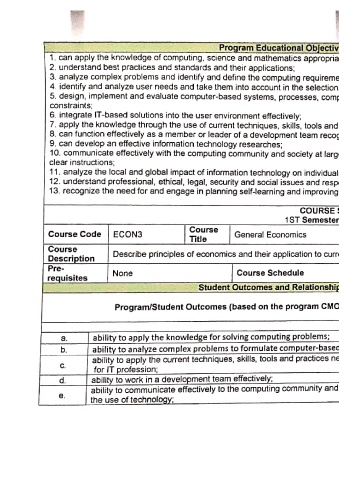 Program Educational Objectiv
1. can apply the knowledge of computing, science and mathematics appropria
2. understand best practices and standards and their applications;
3. analyze complex problems and identify and define the computing requireme
4. identify and analyze user needs and take them into account in the selection
5. design, implement and evaluate computer-based systems, processes, comp
constraints;
6. integrate IT-based solutions into the user environment effectively;
7. apply the knowledge through the use of current techniques, skills, tools and
8. can function effectively as a member or leader of a development team recog
9. can develop an effective information technology researches;
10. communicate effectively with the computing community and society at larg
clear instructions;
11. analyze the local and global impact of information technology on individual
12. understand professional, ethical, legal, security and social issues and resp
13. recognize the need for and engage in planning self-learning and improving
COURSE S
1ST Semester
Course Code ECON3 Course Title General Economics
Course Description Describe principles of economics and their application to curr
Pre-requisites None Course Schedule
Student Outcomes and Relationship
Program/Student Outcomes (based on the program CMO
a. ability to apply the knowledge for solving computing problems;
b. ability to analyze complex problems to formulate computer-based
c. ability to apply the current techniques, skills, tools and practices ne
for IT profession;
d. ability to work in a development team effectively;
e. ability to communicate effectively to the computing community and
the use of technology;